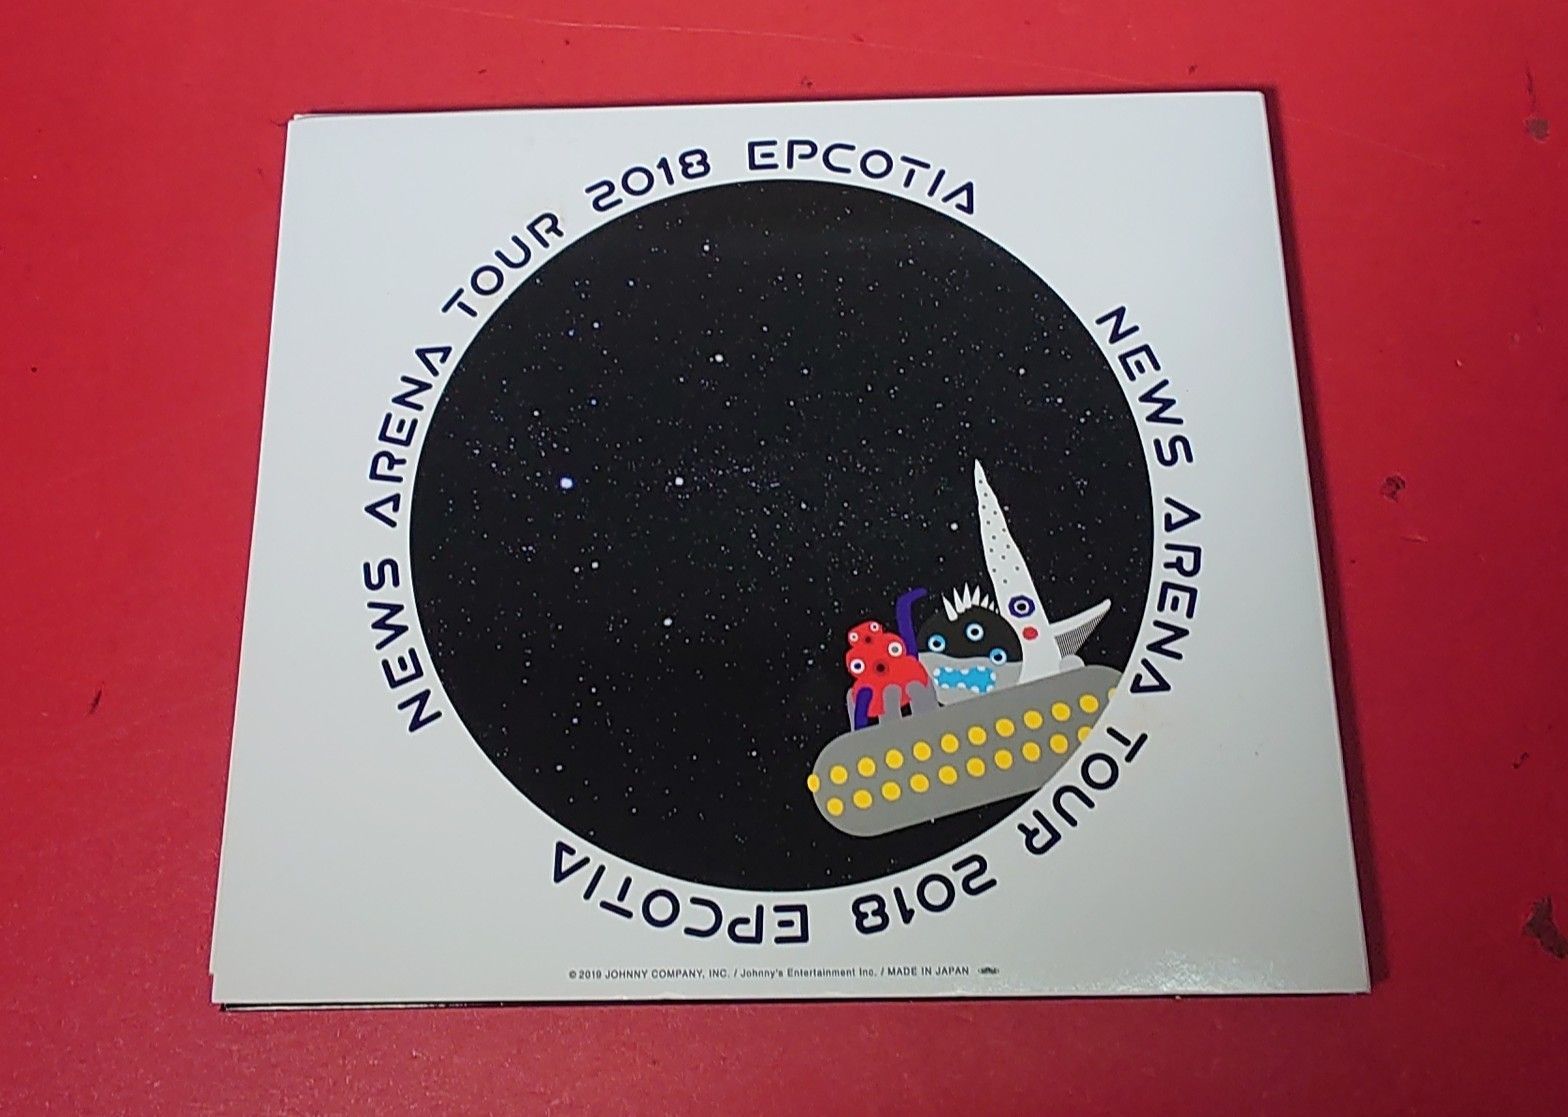 NEWS ARENA TOUR 2018 EPCOTIA
NEWS ARENA TOUR 2018 EPCOTIA
© 2019 JOHNNY COMPANY, INC. / Johnny's Entertainment Inc. / MADE IN JAPAN